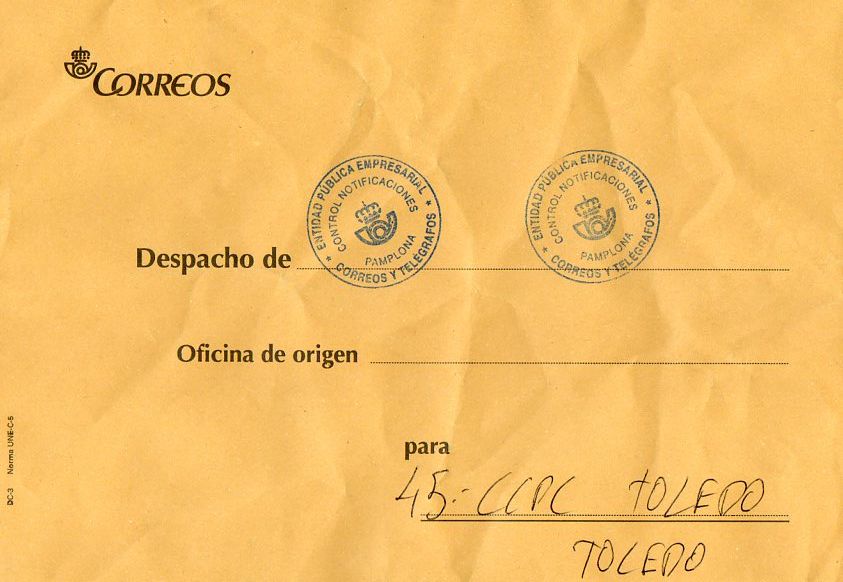 CORREOS
ENTIDAD PÚBLICA EMPRESARIAL
CONTROL NOTIFICACIONES
PAMPLONA
* CORREOS Y TELÉGRAFOS *
ENTIDAD PÚBLICA EMPRESARIAL
CONTROL NOTIFICACIONES
PAMPLONA
* CORREOS Y TELÉGRAFOS *
Despacho de
Oficina de origen
para
45.- CCPC TOLEDO
TOLEDO
DC-3 Norma UNE-C-5